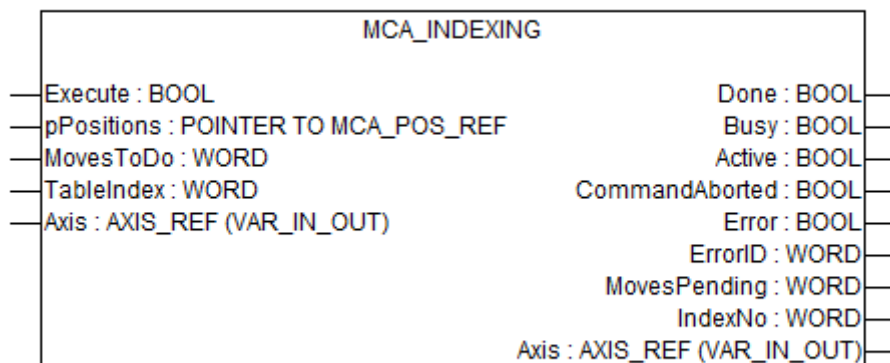 MCA_INDEXING
Execute : BOOL
Done : BOOL
pPositions : POINTER TO MCA_POS_REF
Busy : BOOL
MovesToDo : WORD
Active : BOOL
TableIndex : WORD
CommandAborted : BOOL
Axis : AXIS_REF (VAR_IN_OUT)
Error : BOOL
ErrorID : WORD
MovesPending : WORD
IndexNo : WORD
Axis : AXIS_REF (VAR_IN_OUT)